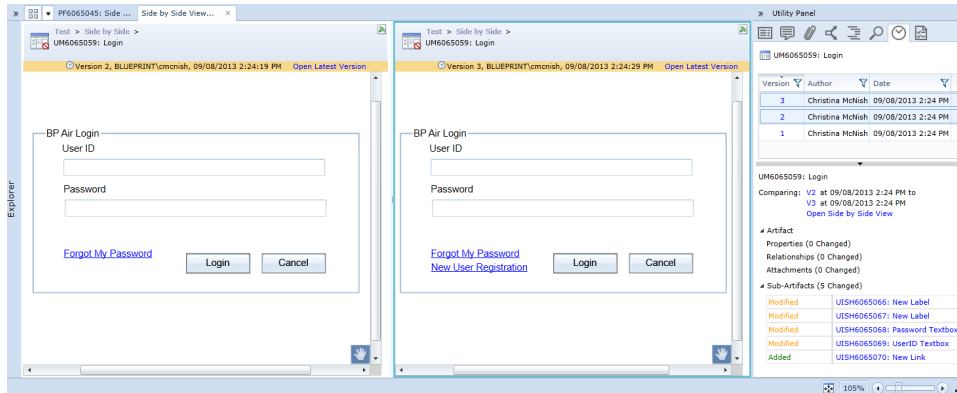 » PF6065045: Side ... Side by Side View... ×
Explorer
Test > Side by Side >
UM6065059: Login
Version 2, BLUEPRINT\cmcnish, 09/08/2013 2:24:19 PM Open Latest Version
BP Air Login
User ID
Password
Forgot My Password
Login Cancel
Test > Side by Side >
UM6065059: Login
Version 3, BLUEPRINT\cmcnish, 09/08/2013 2:24:29 PM Open Latest Version
BP Air Login
User ID
Password
Forgot My Password
New User Registration
Login Cancel
» Utility Panel
UM6065059: Login
Version Author Date
3 Christina McNish 09/08/2013 2:24 PM
2 Christina McNish 09/08/2013 2:24 PM
1 Christina McNish 09/08/2013 2:24 PM
UM6065059: Login
Comparing: V2 at 09/08/2013 2:24 PM to
V3 at 09/08/2013 2:24 PM
Open Side by Side View
Artifact
Properties (0 Changed)
Relationships (0 Changed)
Attachments (0 Changed)
Sub-Artifacts (5 Changed)
Modified UISH6065066: New Label
Modified UISH6065067: New Label
Modified UISH6065068: Password Textbox
Modified UISH6065069: UserID Textbox
Added UISH6065070: New Link
105%